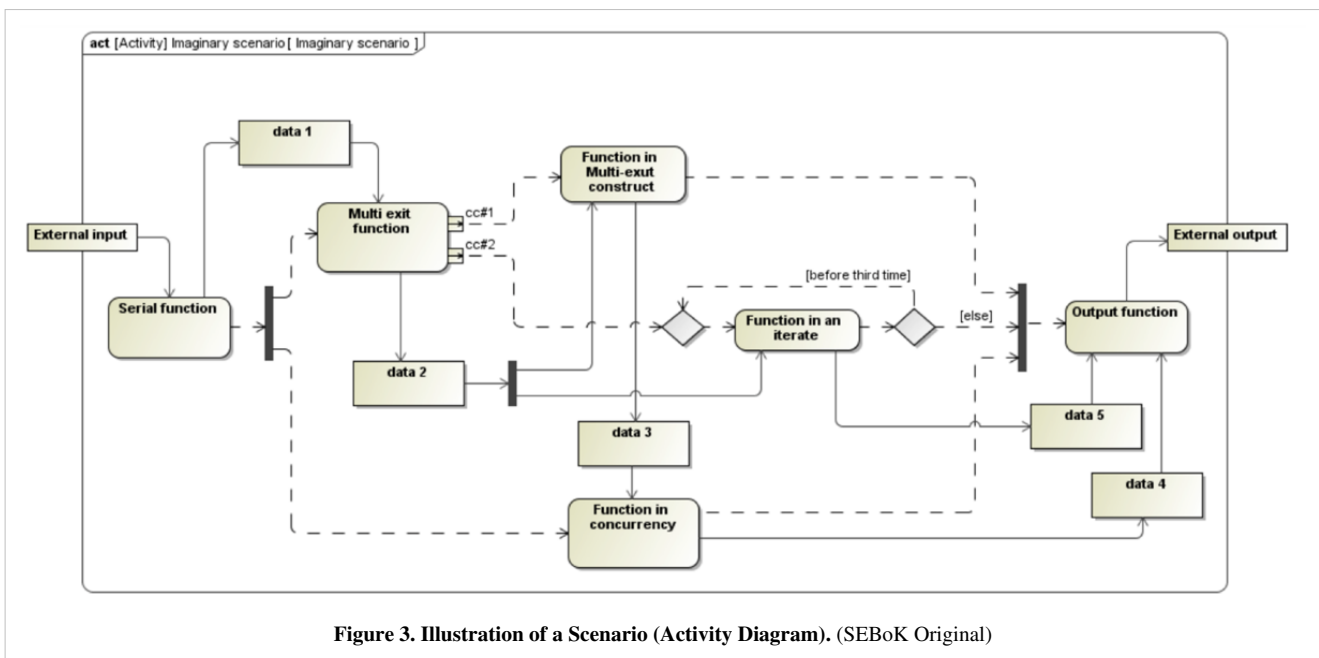 act [Activity] Imaginary scenario[ Imaginary scenario ]
data 1
Function in
Multi-exut
construct
Multi exit
function
cc#1
cc#2
External input
External output
Serial function
[before third time]
Function in an
iterate
[else]
Output function
data 2
data 3
data 5
data 4
Function in
concurrency
Figure 3. Illustration of a Scenario (Activity Diagram). (SEBoK Original)